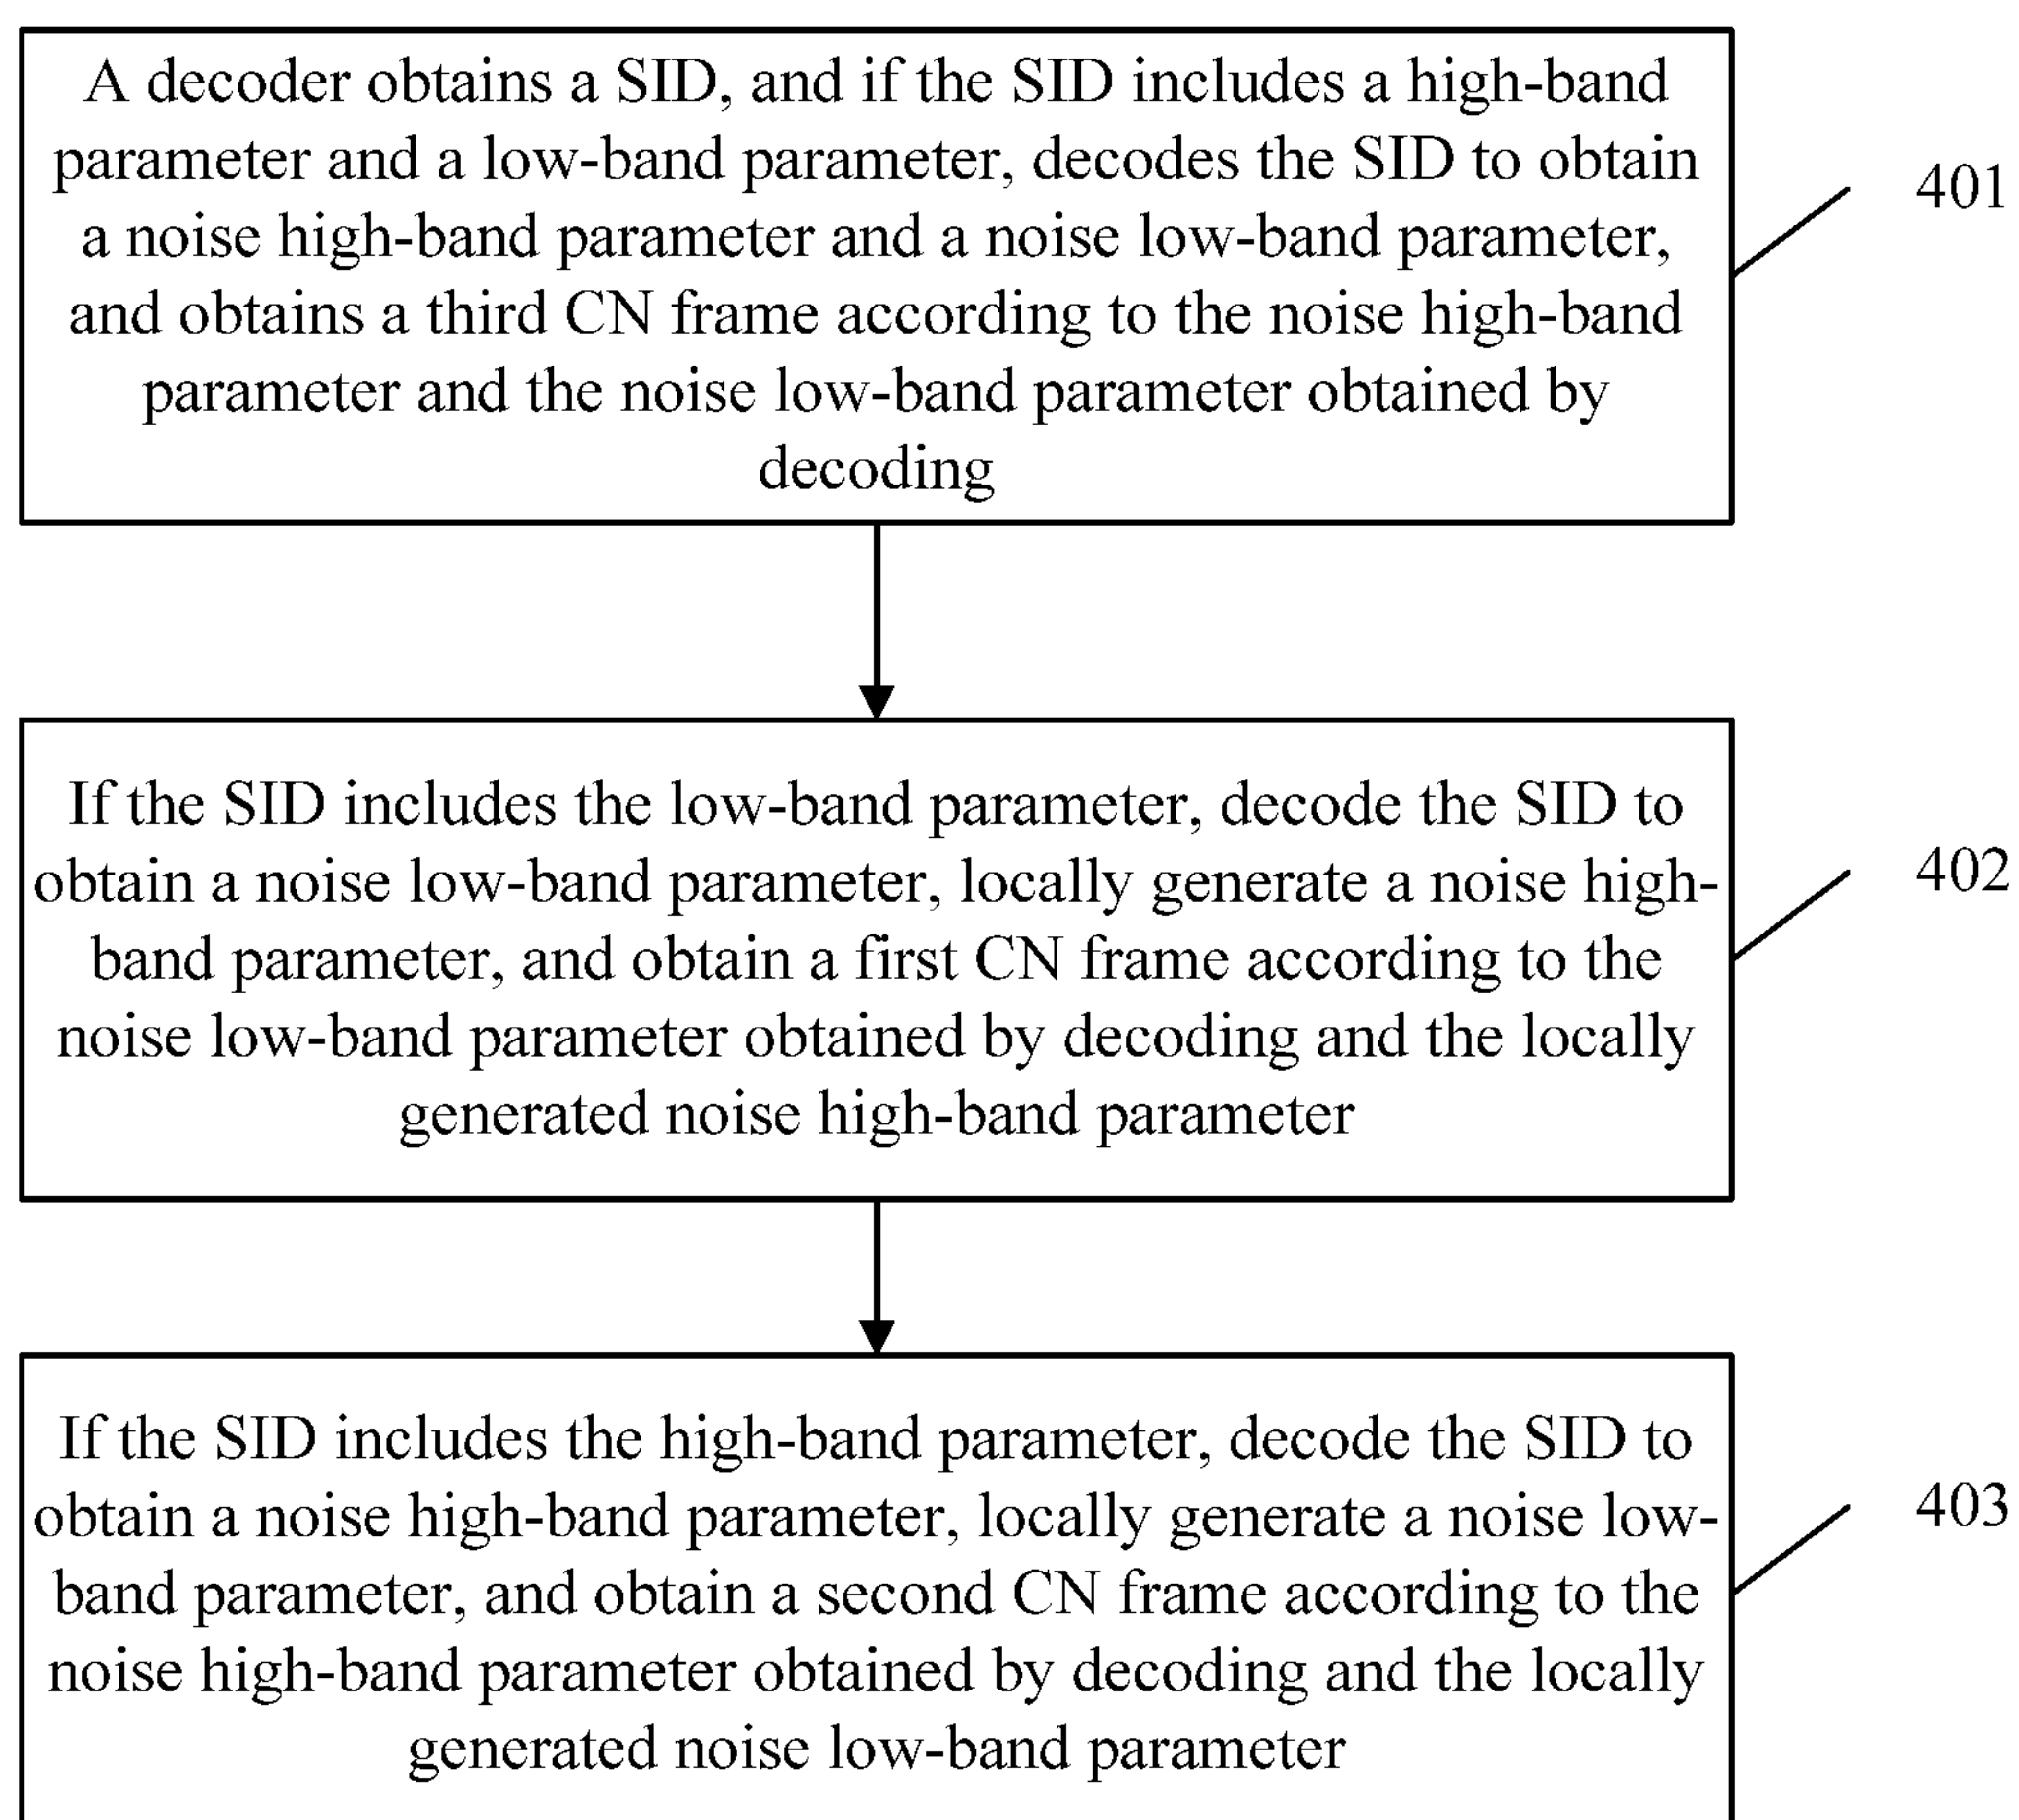 A decoder obtains a SID, and if the SID includes a high-band
parameter and a low-band parameter, decodes the SID to obtain
a noise high-band parameter and a noise low-band parameter,
and obtains a third CN frame according to the noise high-band
parameter and the noise low-band parameter obtained by
decoding
401
If the SID includes the low-band parameter, decode the SID to
obtain a noise low-band parameter, locally generate a noise high-
band parameter, and obtain a first CN frame according to the
noise low-band parameter obtained by decoding and the locally
generated noise high-band parameter
402
If the SID includes the high-band parameter, decode the SID to
obtain a noise high-band parameter, locally generate a noise low-
band parameter, and obtain a second CN frame according to the
noise high-band parameter obtained by decoding and the locally
generated noise low-band parameter
403